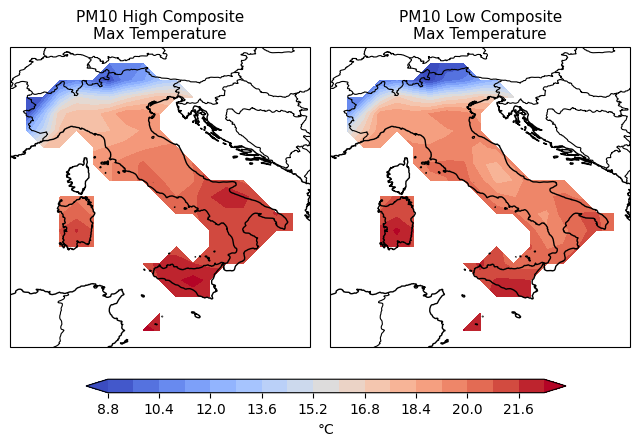 PM10 High Composite
Max Temperature
PM10 Low Composite
Max Temperature
8.8 10.4 12.0 13.6 15.2 16.8 18.4 20.0 21.6
°C